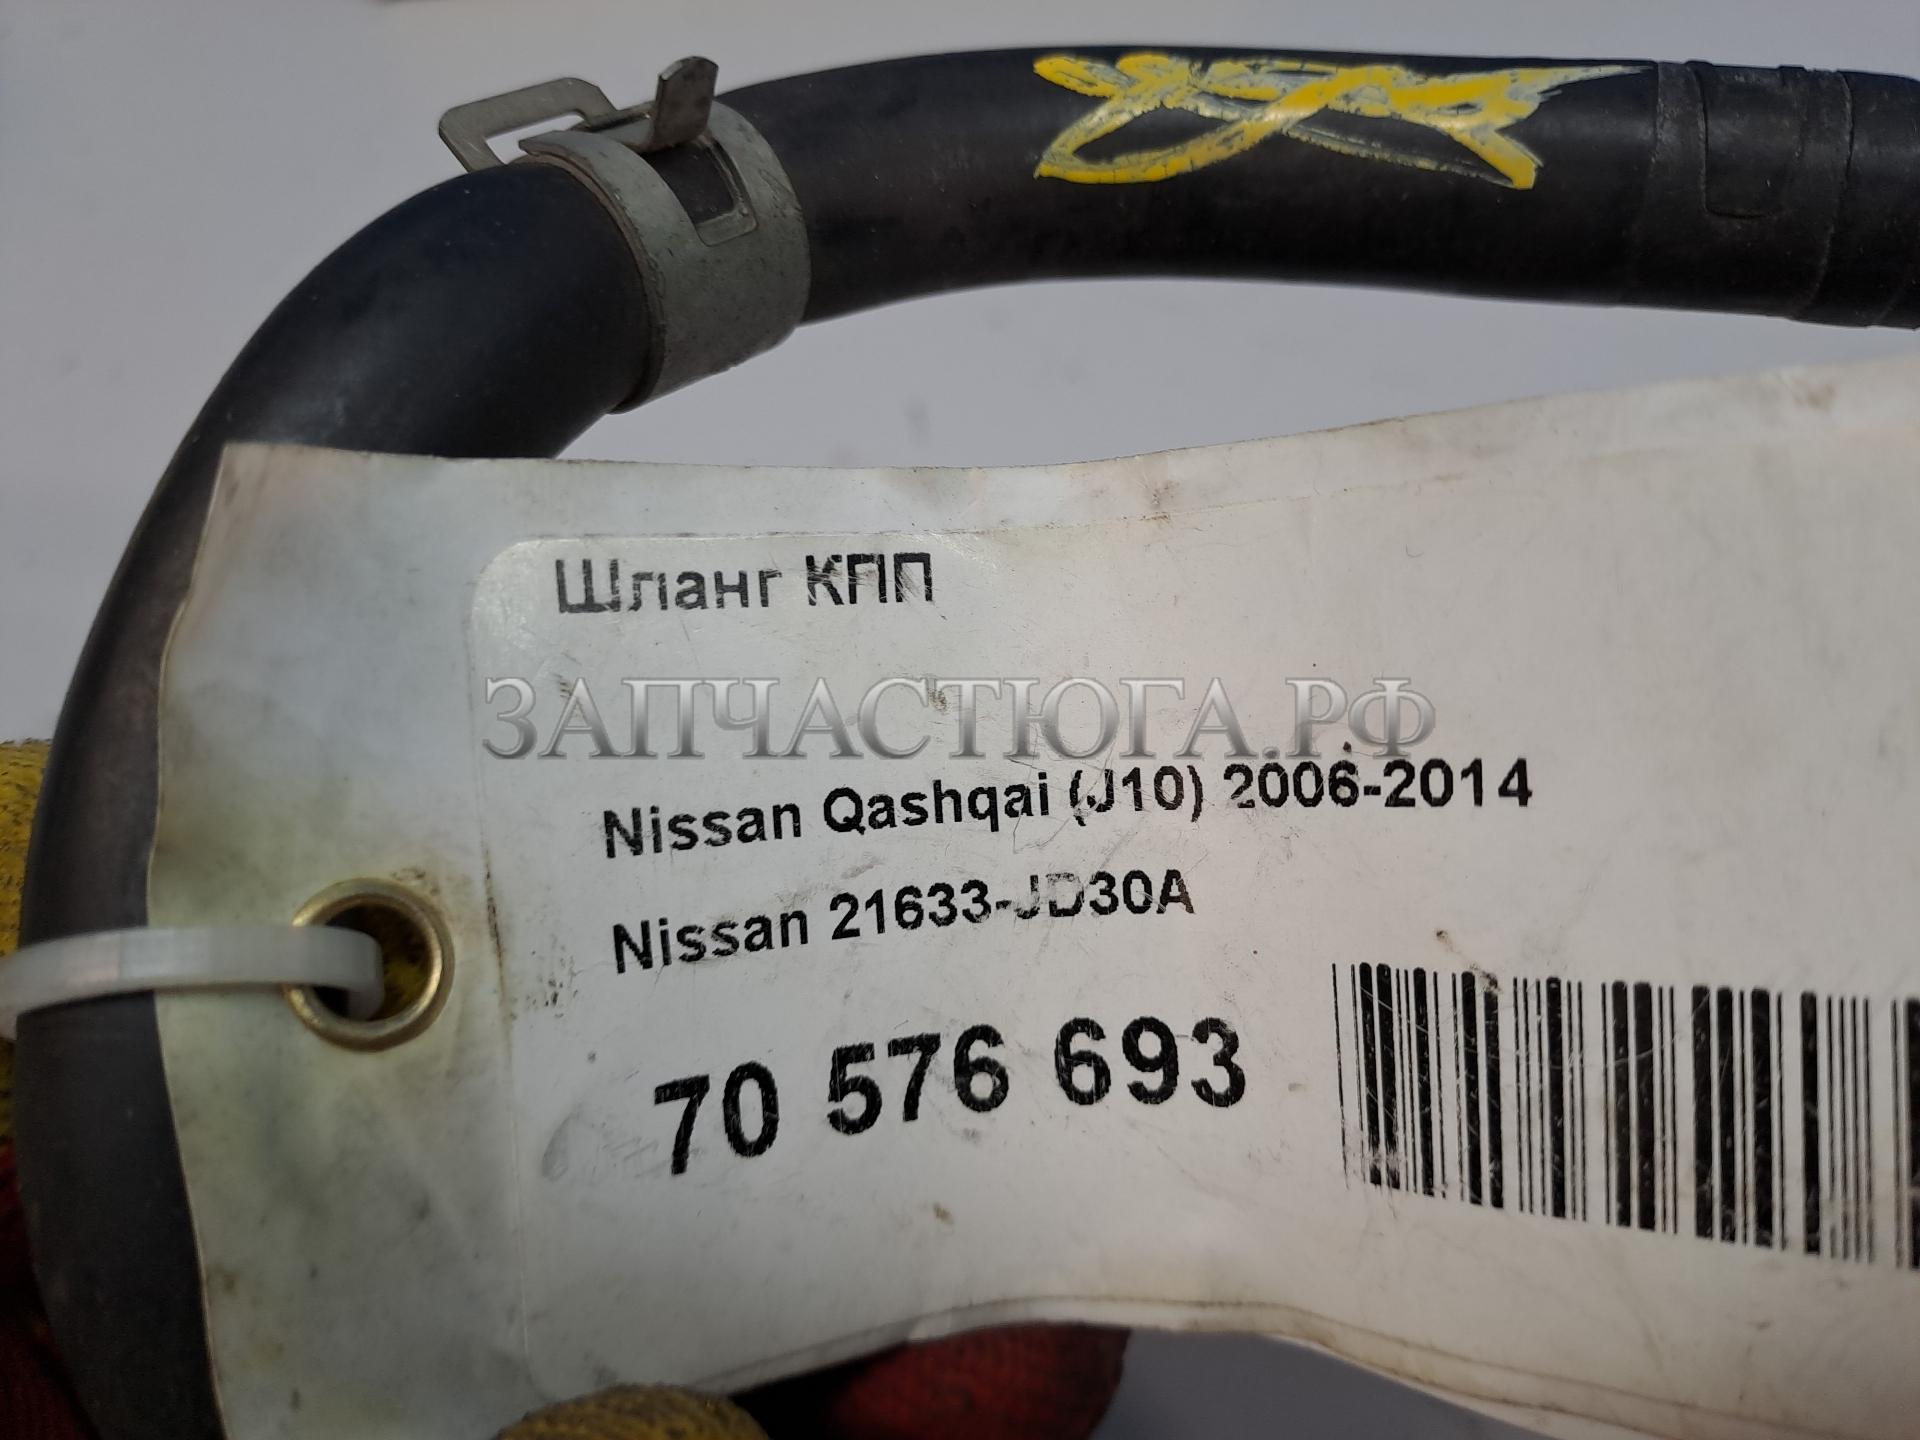 Шланг КПП
ЗАПЧАСТЮГА.РФ
Nissan Qashqai (J10) 2006-2014
Nissan 21633-JD30A
70 576 693